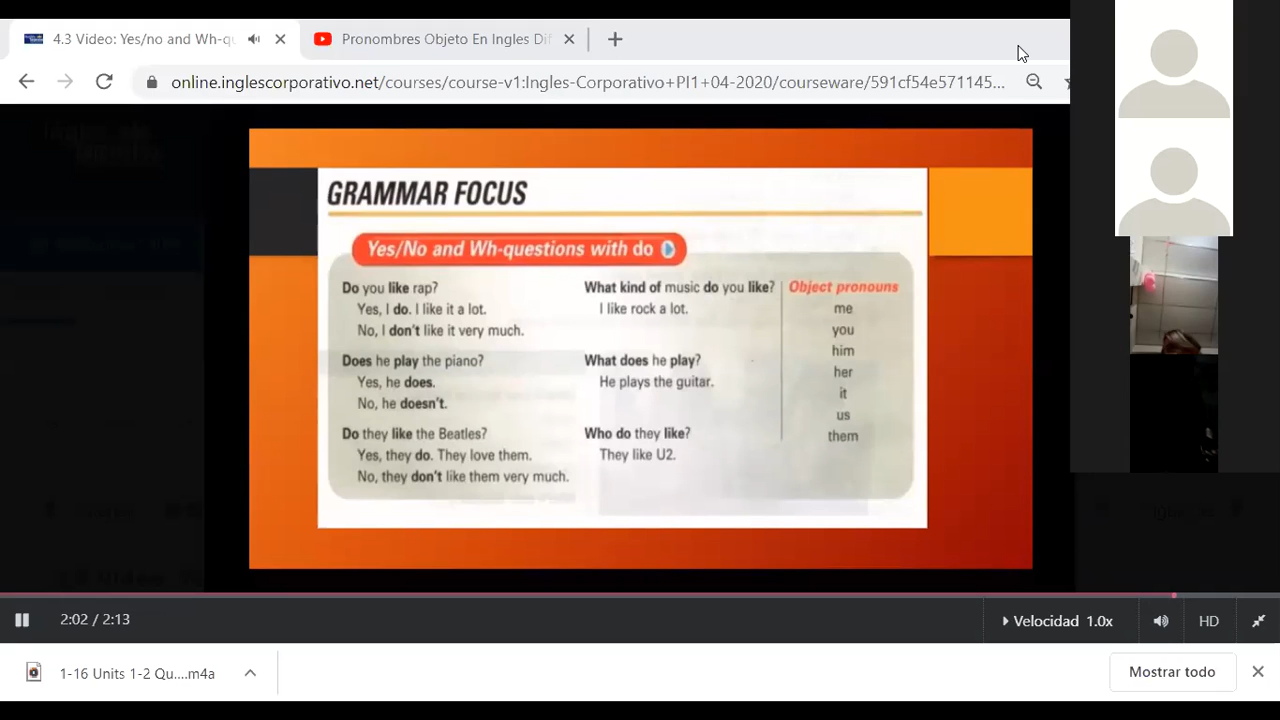 4.3 Video: Yes/no and Wh-qu
Pronombres Objeto En Ingles Dif
online.inglescorporativo.net/courses/course-v1:Ingles-Corporativo+PI1+04-2020/courseware/591cf54e571145...
GRAMMAR FOCUS
Yes/No and Wh-questions with do
Do you like rap?
Yes, I do. I like it a lot.
No, I don't like it very much.
Does he play the piano?
Yes, he does.
No, he doesn't.
Do they like the Beatles?
Yes, they do. They love them.
No, they don't like them very much.
What kind of music do you like?
I like rock a lot.
What does he play?
He plays the guitar.
Who do they like?
They like U2.
Object pronouns
me
you
him
her
it
us
them
2:02 / 2:13
Velocidad 1.0x
HD
1-16 Units 1-2 Qu....m4a
Mostrar todo